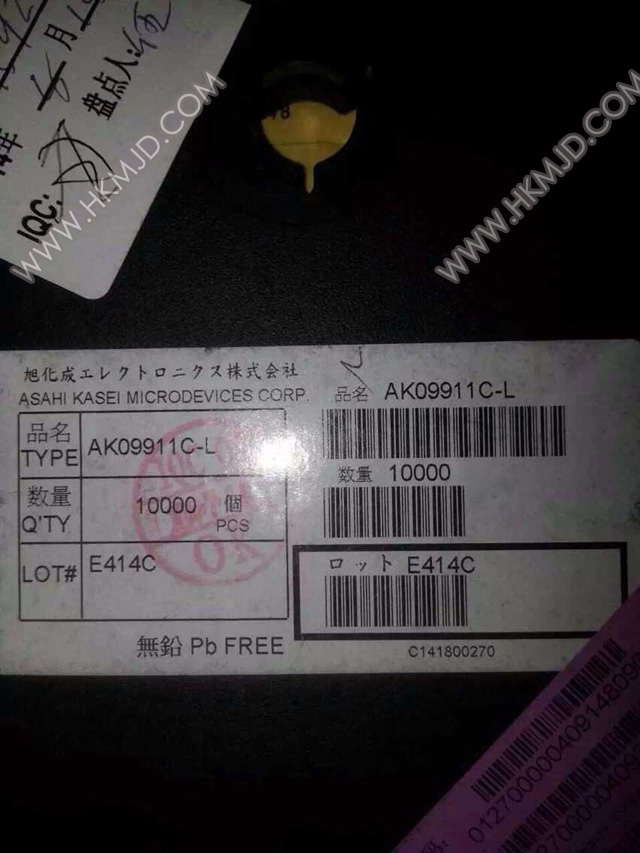 月
盘点人:
IQC:
WWW.HKMJD.COM
WWW.HKMJD.COM
旭化成エレクトロニクス株式会社
ASAHI KASEI MICRODEVICES CORP.
品名
TYPE
AK09911C-L
数量
Q'TY
10000 個
PCS
LOT#
E414C
無鉛 Pb FREE
品名 AK09911C-L
数量 10000
ロット E414C
C141800270
OK